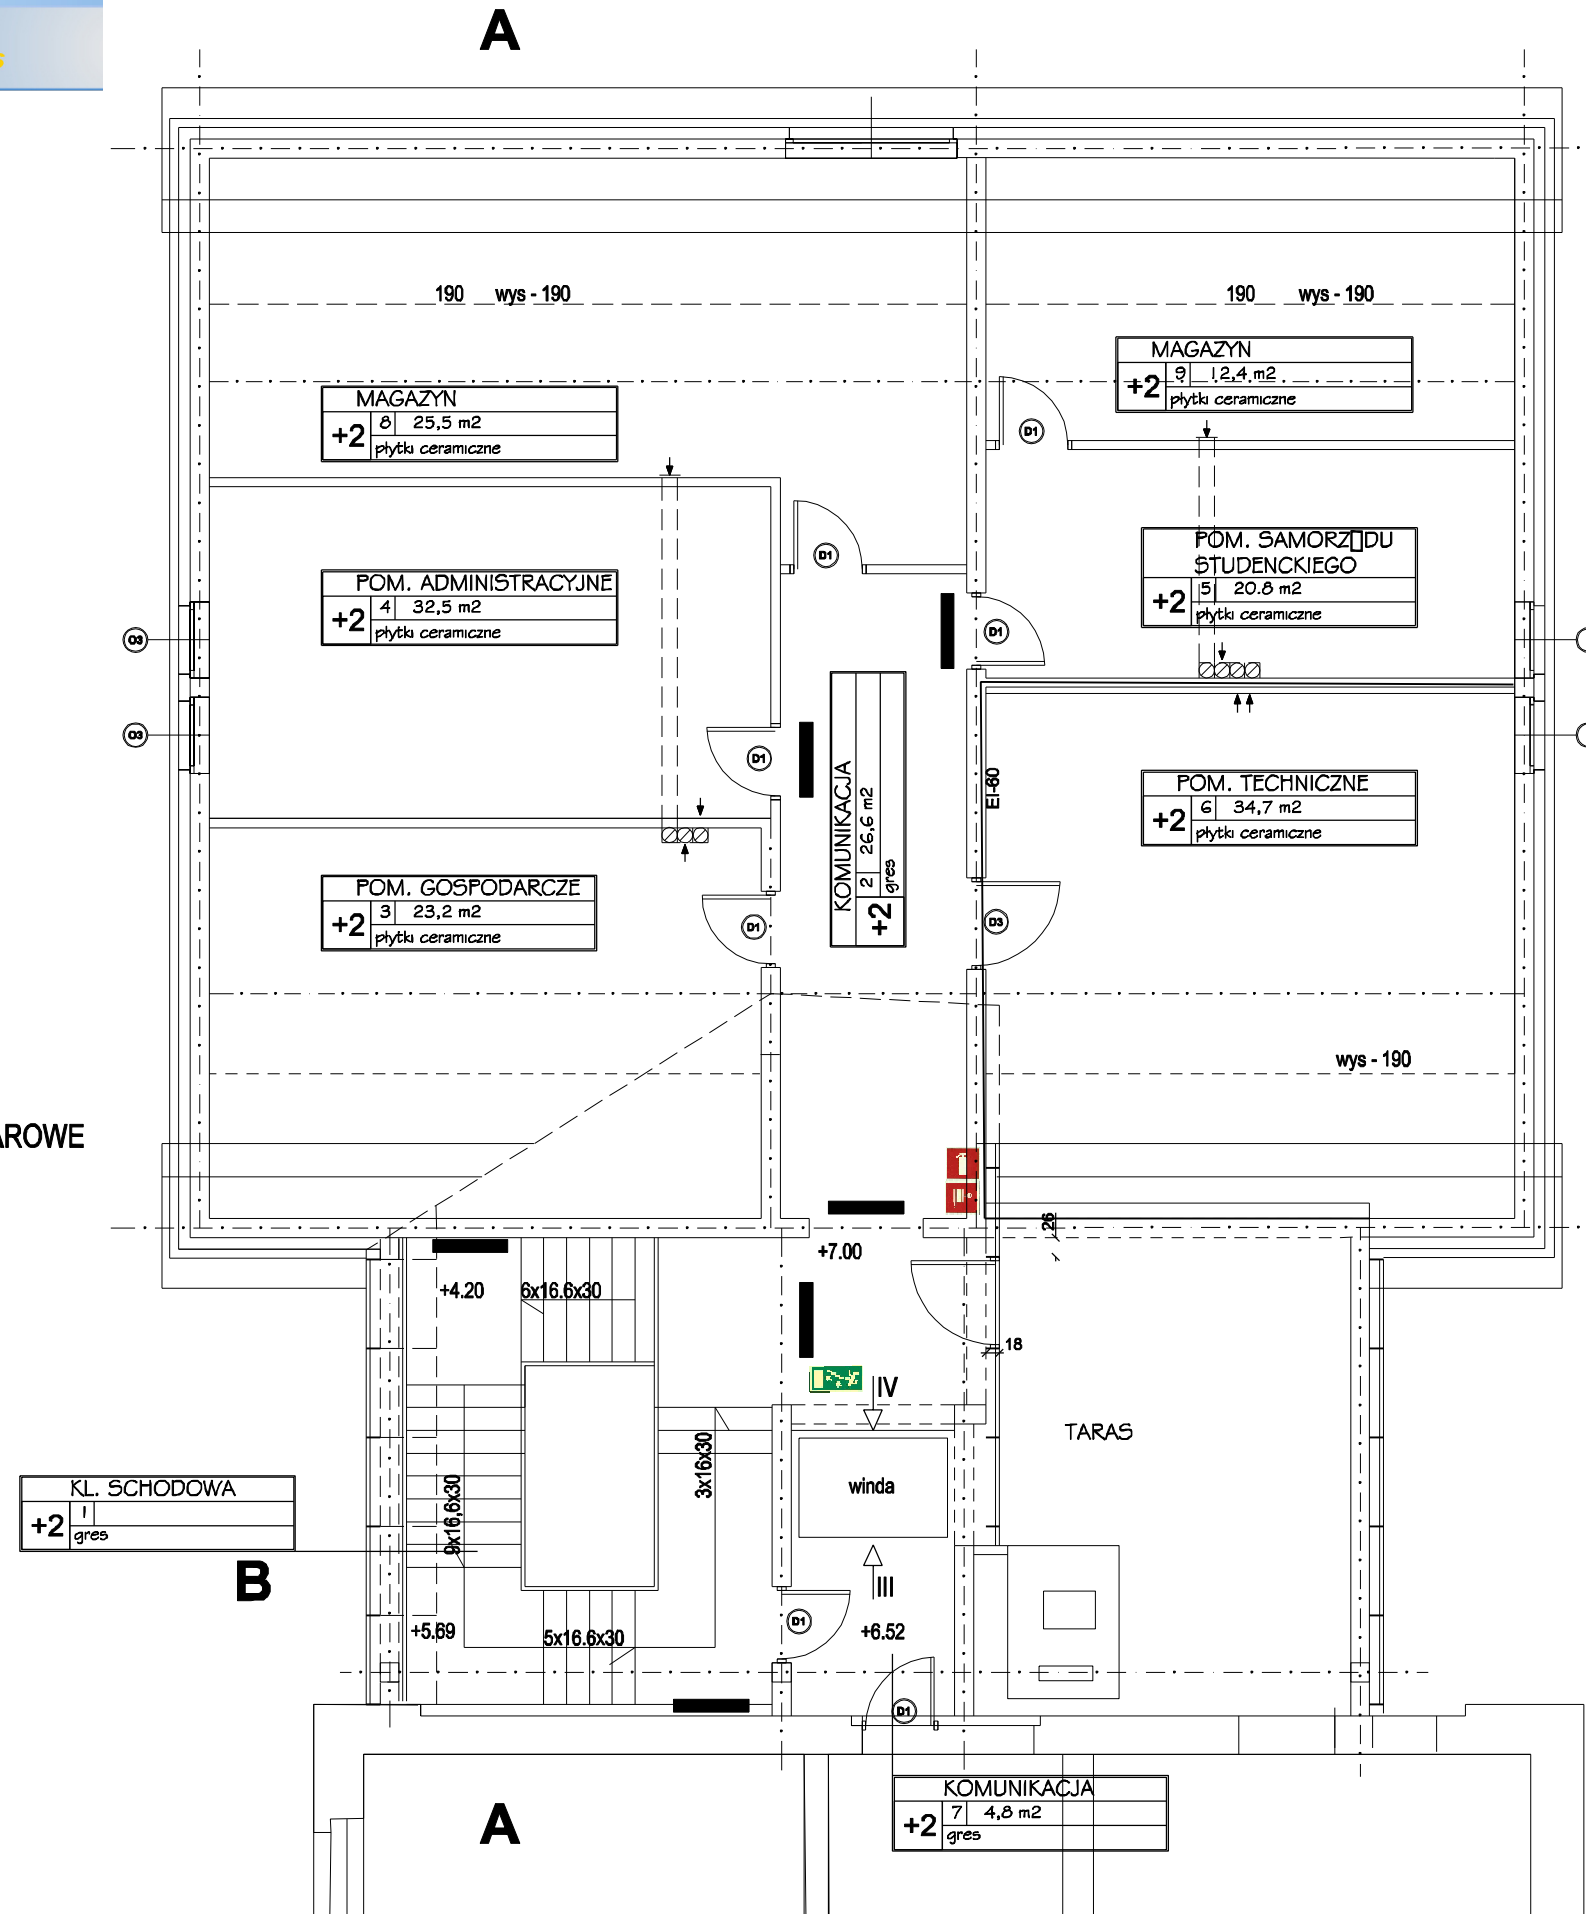 A
190 wys - 190
190 wys - 190
MAGAZYN
+2 9 12,4 m2
płytki ceramiczne
MAGAZYN
+2 8 25,5 m2
płytki ceramiczne
D1
D1
POM. SAMORZ▯DU
STUDENCKIEGO
+2 5 20.8 m2
płytki ceramiczne
POM. ADMINISTRACYJNE
+2 4 32,5 m2
płytki ceramiczne
O3
D1
O3
D1
KOMUNIKACJA
+2 2 26,6 m2
gres
EI-60
POM. TECHNICZNE
+2 6 34,7 m2
płytki ceramiczne
POM. GOSPODARCZE
+2 3 23,2 m2
płytki ceramiczne
D1
D3
wys - 190
AROWE
26
+7.00
+4.20
6x16.6x30
18
IV
TARAS
3x16x30
winda
9x16,6x30
KL. SCHODOWA
+2 1
gres
B
III
D1
+5.69
5x16.6x30
+6.52
D1
KOMUNIKACJA
+2 7 4,8 m2
gres
A